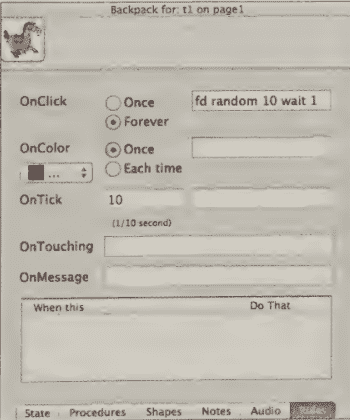 Backpack for: t1 on page1
OnClick Once fd random 10 wait 1
Forever
OnColor Once
... Each time
OnTick 10
(1/10 second)
OnTouching
OnMessage
When this Do That
State Procedures Shapes Notes Audio Rules